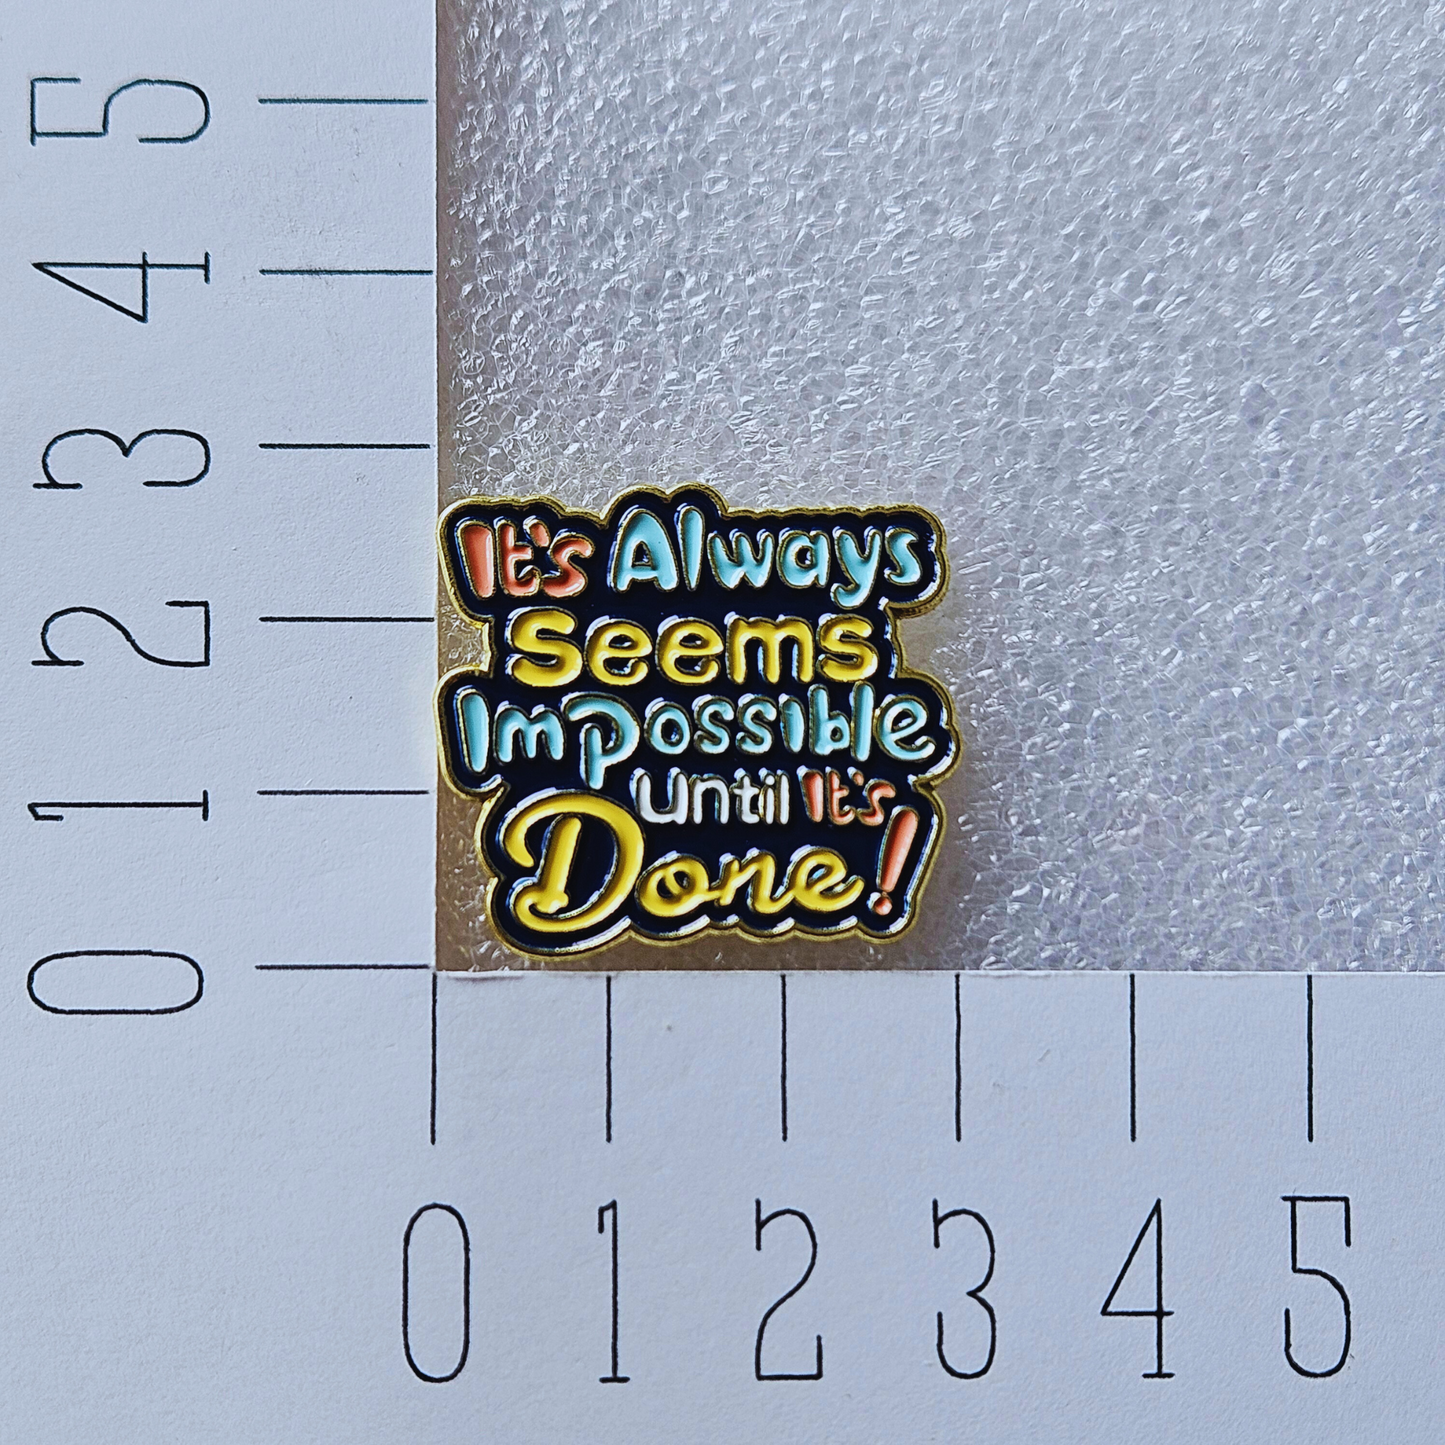 5
4
3
2
1
0
It's Always
Seems
Impossible
Until It's
Done!
0 1 2 3 4 5